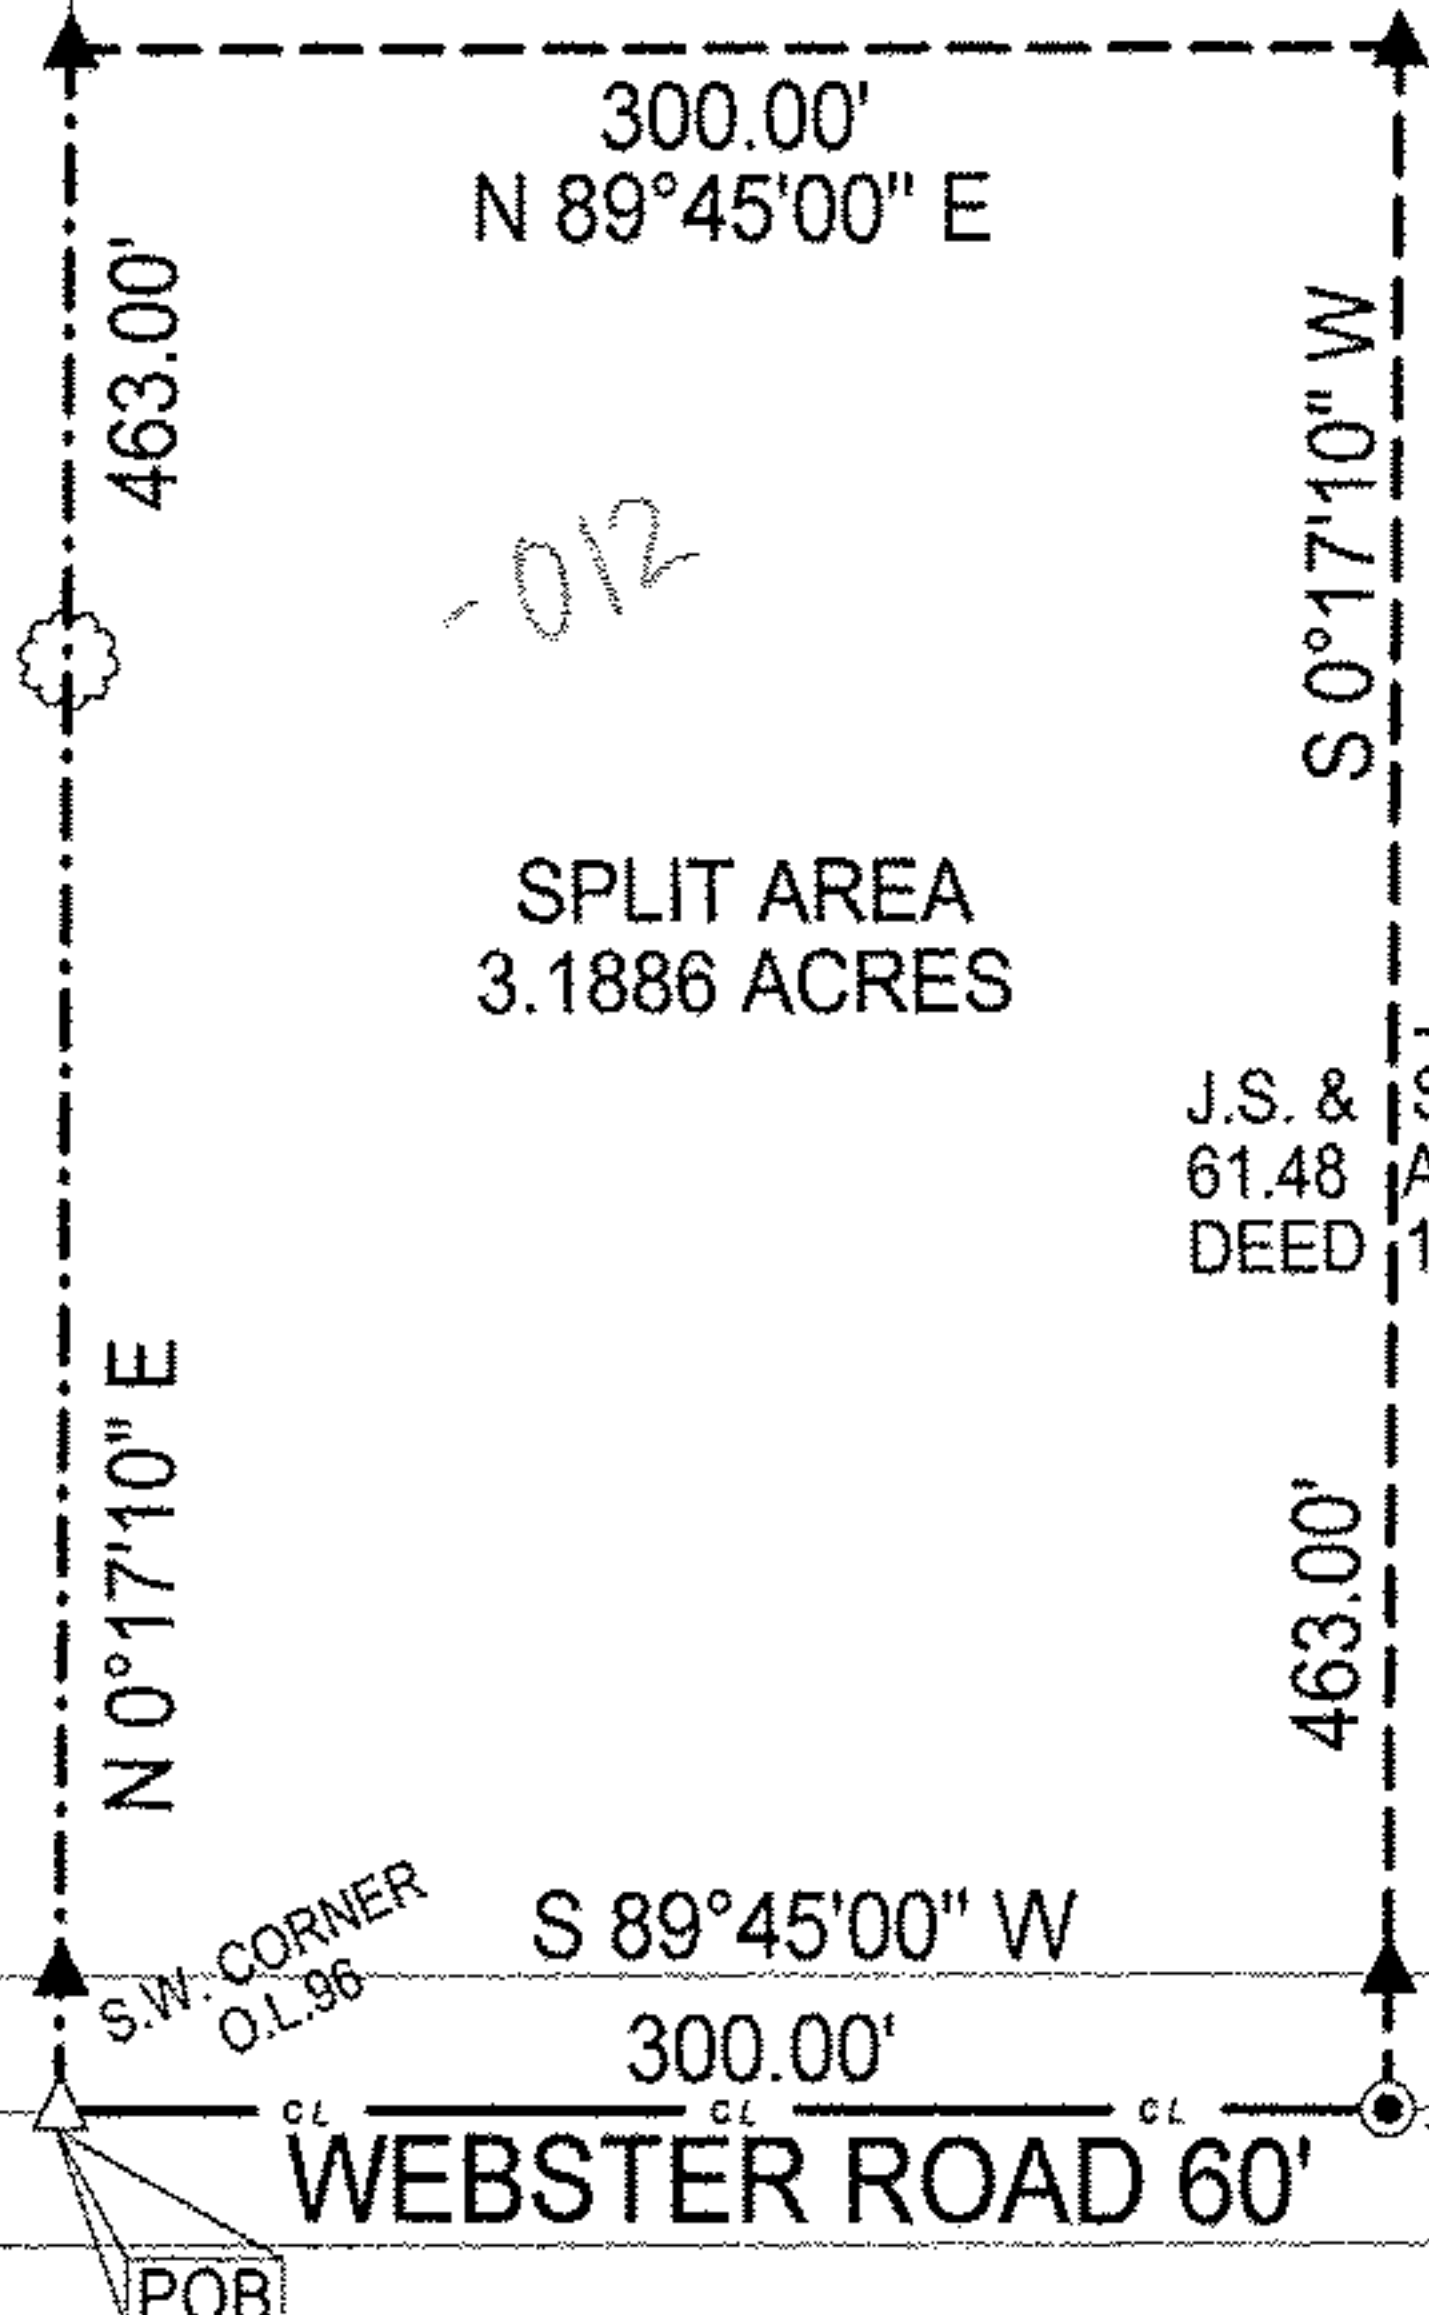 300.00'
N 89°45'00" E
463.00'
S 0°17'10" W
-012
SPLIT AREA
3.1886 ACRES
J.S. & S
61.48 A
DEED 1
N 0°17'10" E
463.00'
S.W. CORNER
O.L.96
S 89°45'00" W
300.00'
CL CL CL
WEBSTER ROAD 60'
POB